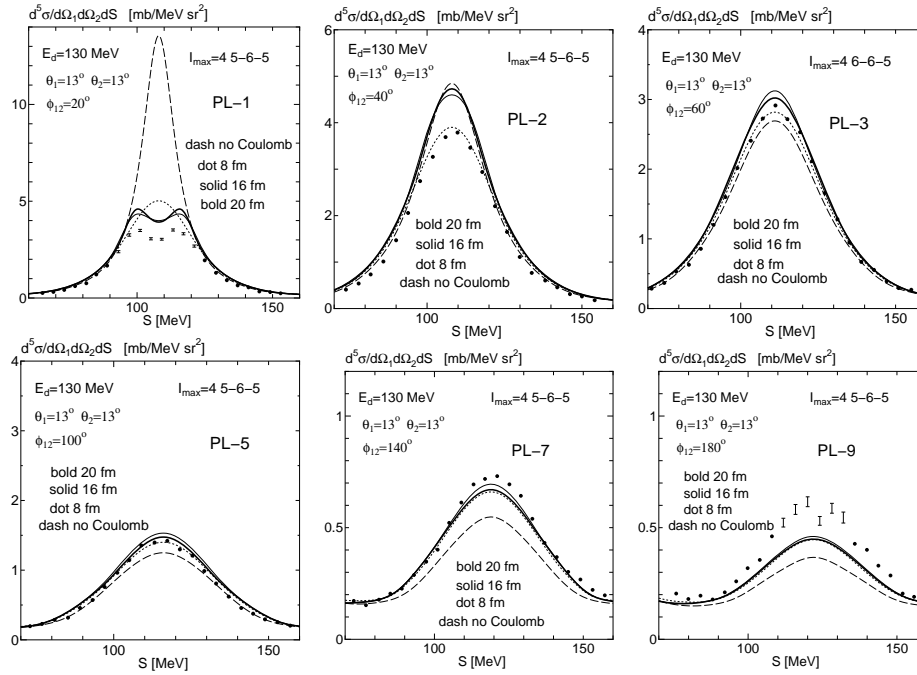 d⁵σ/dΩ₁dΩ₂dS [mb/MeV sr²]
E_d=130 MeV
I_max=4 5−6−5
θ₁=13° θ₂=13°
φ₁₂=20°
PL−1
dash no Coulomb
dot 8 fm
solid 16 fm
bold 20 fm
0
5
10
100
150
S [MeV]
d⁵σ/dΩ₁dΩ₂dS [mb/MeV sr²]
E_d=130 MeV
I_max=4 5−6−5
θ₁=13° θ₂=13°
φ₁₂=40°
PL−2
bold 20 fm
solid 16 fm
dot 8 fm
dash no Coulomb
0
2
4
6
100
150
S [MeV]
d⁵σ/dΩ₁dΩ₂dS [mb/MeV sr²]
E_d=130 MeV
I_max=4 6−6−5
θ₁=13° θ₂=13°
φ₁₂=60°
PL−3
bold 20 fm
solid 16 fm
dot 8 fm
dash no Coulomb
0
1
2
3
4
100
150
S [MeV]
d⁵σ/dΩ₁dΩ₂dS [mb/MeV sr²]
E_d=130 MeV
I_max=4 5−6−5
θ₁=13° θ₂=13°
φ₁₂=100°
PL−5
bold 20 fm
solid 16 fm
dot 8 fm
dash no Coulomb
0
1
2
3
4
100
150
S [MeV]
d⁵σ/dΩ₁dΩ₂dS [mb/MeV sr²]
E_d=130 MeV
I_max=4 5−6−5
θ₁=13° θ₂=13°
φ₁₂=140°
PL−7
bold 20 fm
solid 16 fm
dot 8 fm
dash no Coulomb
0
0.5
1
100
150
S [MeV]
d⁵σ/dΩ₁dΩ₂dS [mb/MeV sr²]
E_d=130 MeV
I_max=4 5−6−5
θ₁=13° θ₂=13°
φ₁₂=180°
PL−9
bold 20 fm
solid 16 fm
dot 8 fm
dash no Coulomb
0
0.5
1
100
150
S [MeV]